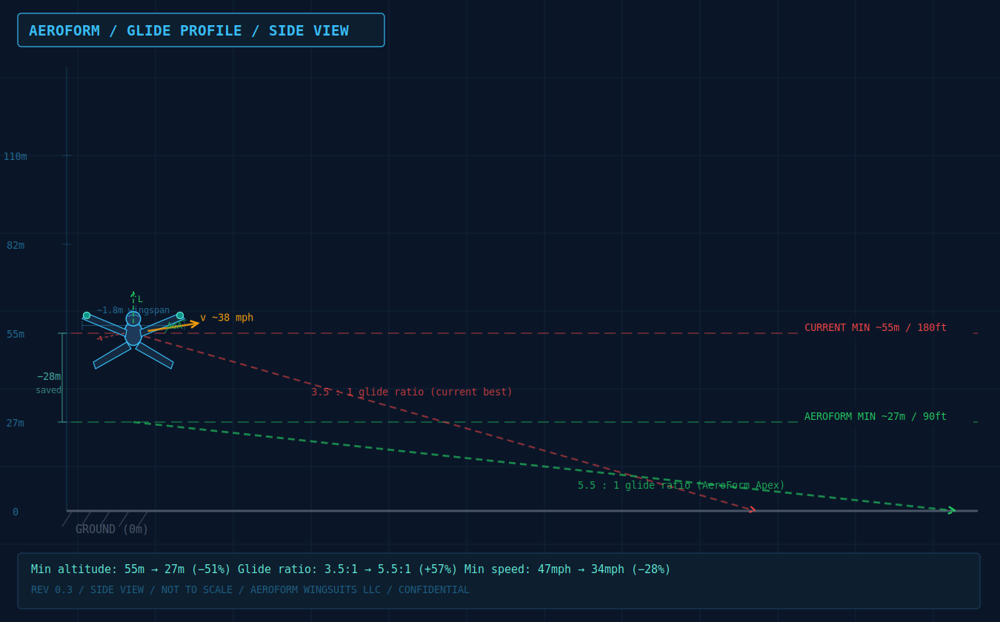 AEROFORM / GLIDE PROFILE / SIDE VIEW
110m
82m
L
~1.8m wingspan
v ~38 mph
AoA
CURRENT MIN ~55m / 180ft
55m
−28m
saved
3.5 : 1 glide ratio (current best)
AEROFORM MIN ~27m / 90ft
27m
5.5 : 1 glide ratio (AeroForm Apex)
0
GROUND (0m)
Min altitude: 55m → 27m (−51%) Glide ratio: 3.5:1 → 5.5:1 (+57%) Min speed: 47mph → 34mph (−28%)
REV 0.3 / SIDE VIEW / NOT TO SCALE / AEROFORM WINGSUITS LLC / CONFIDENTIAL